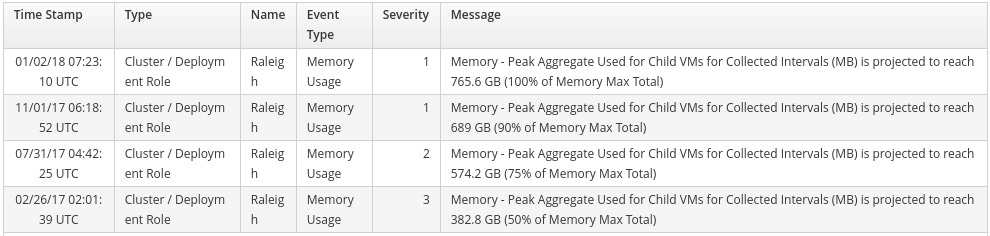 Time Stamp Type Name Event Severity Message
Type
01/02/18 07:23: Cluster / Deploym Raleig Memory 1 Memory - Peak Aggregate Used for Child VMs for Collected Intervals (MB) is projected to reach
10 UTC ent Role h Usage 765.6 GB (100% of Memory Max Total)
11/01/17 06:18: Cluster / Deploym Raleig Memory 1 Memory - Peak Aggregate Used for Child VMs for Collected Intervals (MB) is projected to reach
52 UTC ent Role h Usage 689 GB (90% of Memory Max Total)
07/31/17 04:42: Cluster / Deploym Raleig Memory 2 Memory - Peak Aggregate Used for Child VMs for Collected Intervals (MB) is projected to reach
25 UTC ent Role h Usage 574.2 GB (75% of Memory Max Total)
02/26/17 02:01: Cluster / Deploym Raleig Memory 3 Memory - Peak Aggregate Used for Child VMs for Collected Intervals (MB) is projected to reach
39 UTC ent Role h Usage 382.8 GB (50% of Memory Max Total)